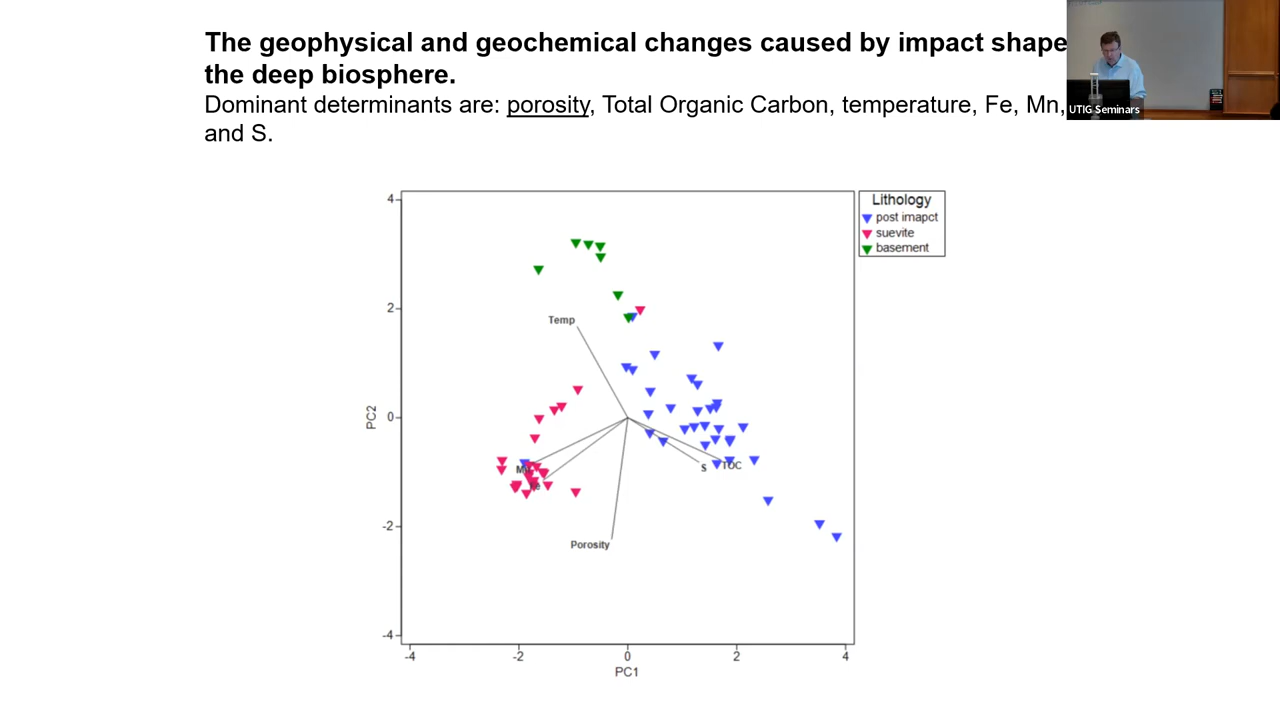 The geophysical and geochemical changes caused by impact shape
the deep biosphere.
Dominant determinants are: porosity, Total Organic Carbon, temperature, Fe, Mn,
and S.
UTIG Seminars
Lithology
post imapct
suevite
basement
4
2
0
-2
-4
PC2
Temp
S
TOC
Porosity
-4
-2
0
2
4
PC1